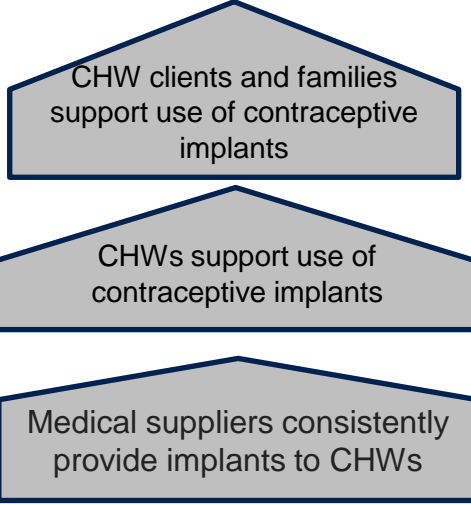 CHW clients and families
support use of contraceptive
implants
CHWs support use of
contraceptive implants
Medical suppliers consistently
provide implants to CHWs